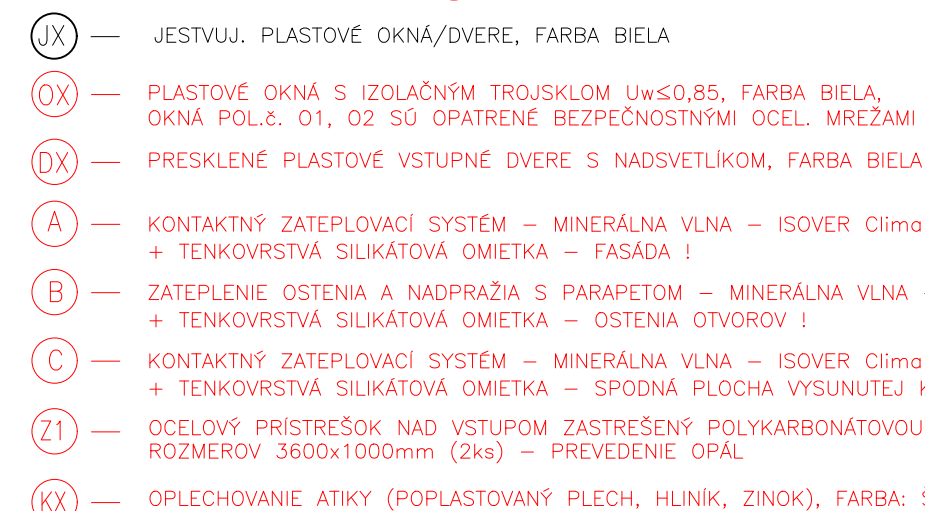 JX — JESTVUJ. PLASTOVÉ OKNÁ/DVERE, FARBA BIELA
OX — PLASTOVÉ OKNÁ S IZOLAČNÝM TROJSKLOM Uw≤0,85, FARBA BIELA,
OKNÁ POL.č. O1, O2 SÚ OPATRENÉ BEZPEČNOSTNÝMI OCEL. MREŽAMI
DX — PRESKLENÉ PLASTOVÉ VSTUPNÉ DVERE S NADSVETLÍKOM, FARBA BIELA
A — KONTAKTNÝ ZATEPLOVACÍ SYSTÉM – MINERÁLNA VLNA – ISOVER Clima
+ TENKOVRSTVÁ SILIKÁTOVÁ OMIETKA – FASÁDA !
B — ZATEPLENIE OSTENIA A NADPRAŽIA S PARAPETOM – MINERÁLNA VLNA –
+ TENKOVRSTVÁ SILIKÁTOVÁ OMIETKA – OSTENIA OTVOROV !
C — KONTAKTNÝ ZATEPLOVACÍ SYSTÉM – MINERÁLNA VLNA – ISOVER Clima
+ TENKOVRSTVÁ SILIKÁTOVÁ OMIETKA – SPODNÁ PLOCHA VYSUNUTEJ
Z1 — OCELOVÝ PRÍSTREŠOK NAD VSTUPOM ZASTREŠENÝ POLYKARBONÁTOVOU
ROZMEROV 3600x1000mm (2ks) – PREVEDENIE OPÁL
KX — OPLECHOVANIE ATIKY (POPLASTOVANÝ PLECH, HLINÍK, ZINOK), FARBA: